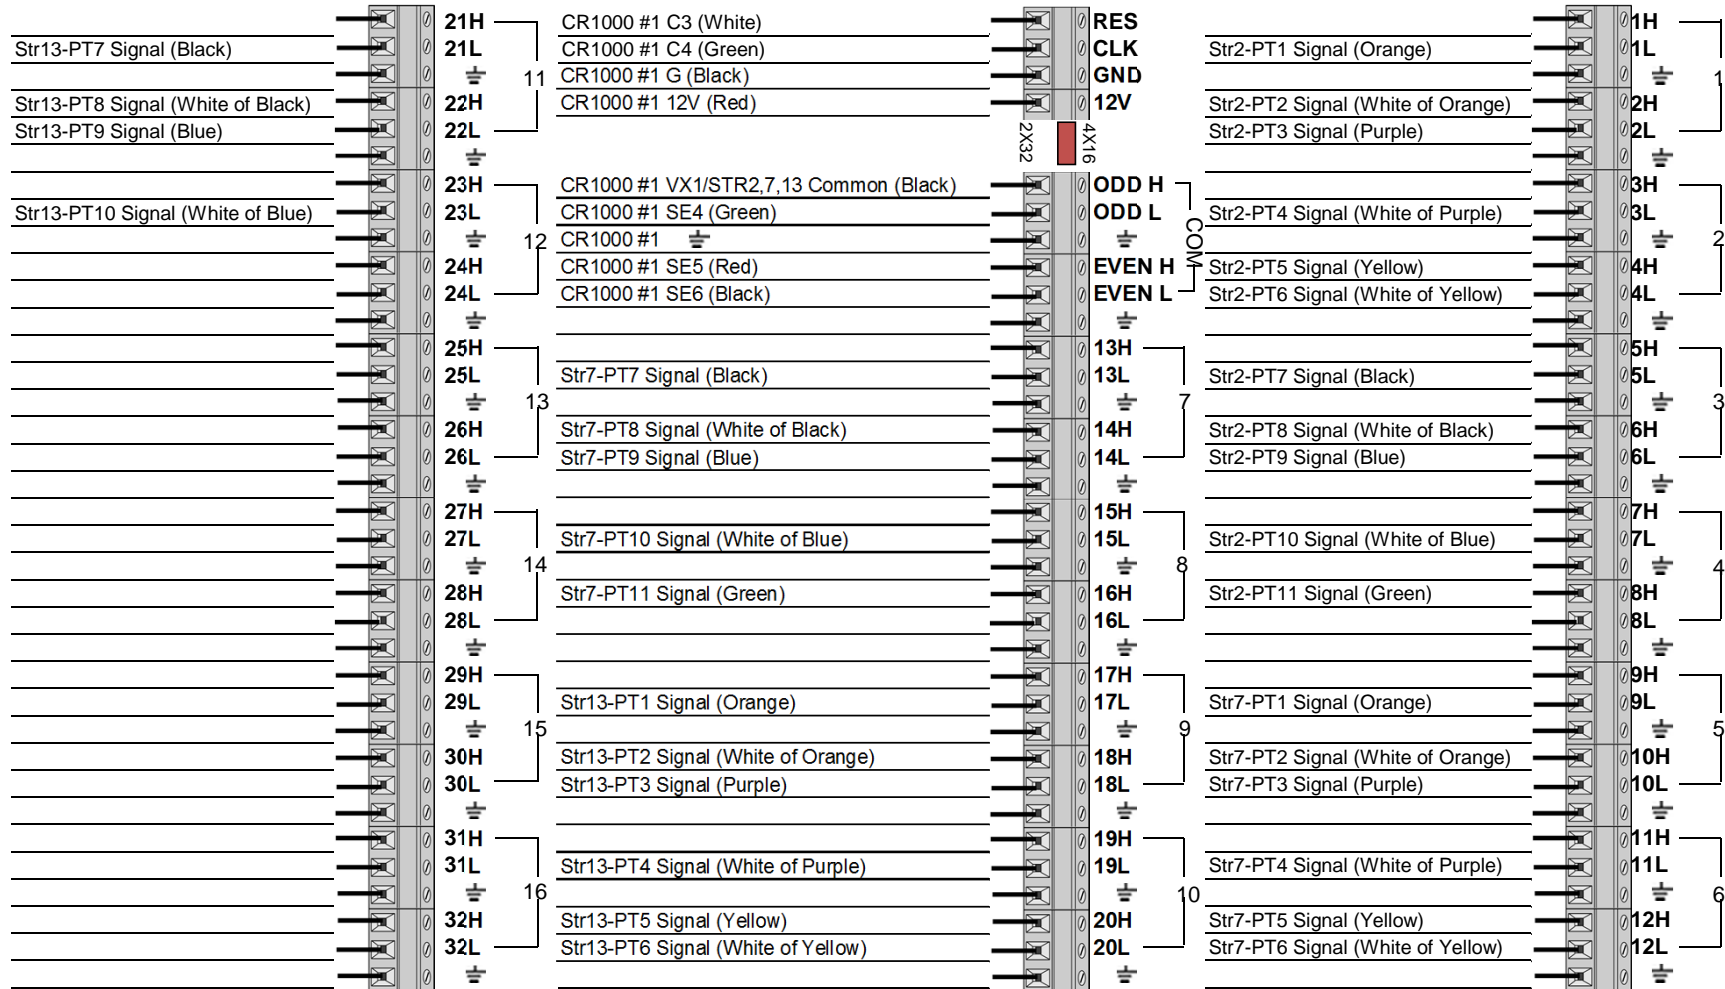 21H
Str13-PT7 Signal (Black) 21L
11
Str13-PT8 Signal (White of Black) 22H
Str13-PT9 Signal (Blue) 22L
23H
Str13-PT10 Signal (White of Blue) 23L
12
24H
24L
25H
25L
13
26H
26L
27H
27L
14
28H
28L
29H
29L
15
30H
30L
31H
31L
16
32H
32L
CR1000 #1 C3 (White) RES
CR1000 #1 C4 (Green) CLK
CR1000 #1 G (Black) GND
CR1000 #1 12V (Red) 12V
2X32 4X16
CR1000 #1 VX1/STR2,7,13 Common (Black) ODD H
CR1000 #1 SE4 (Green) ODD L
CR1000 #1
COM
CR1000 #1 SE5 (Red) EVEN H
CR1000 #1 SE6 (Black) EVEN L
13H
Str7-PT7 Signal (Black) 13L
7
Str7-PT8 Signal (White of Black) 14H
Str7-PT9 Signal (Blue) 14L
15H
Str7-PT10 Signal (White of Blue) 15L
8
Str7-PT11 Signal (Green) 16H
16L
17H
Str13-PT1 Signal (Orange) 17L
9
Str13-PT2 Signal (White of Orange) 18H
Str13-PT3 Signal (Purple) 18L
19H
Str13-PT4 Signal (White of Purple) 19L
10
Str13-PT5 Signal (Yellow) 20H
Str13-PT6 Signal (White of Yellow) 20L
1H
Str2-PT1 Signal (Orange) 1L
1
Str2-PT2 Signal (White of Orange) 2H
Str2-PT3 Signal (Purple) 2L
3H
Str2-PT4 Signal (White of Purple) 3L
2
Str2-PT5 Signal (Yellow) 4H
Str2-PT6 Signal (White of Yellow) 4L
5H
Str2-PT7 Signal (Black) 5L
3
Str2-PT8 Signal (White of Black) 6H
Str2-PT9 Signal (Blue) 6L
7H
Str2-PT10 Signal (White of Blue) 7L
4
Str2-PT11 Signal (Green) 8H
8L
9H
Str7-PT1 Signal (Orange) 9L
5
Str7-PT2 Signal (White of Orange) 10H
Str7-PT3 Signal (Purple) 10L
11H
Str7-PT4 Signal (White of Purple) 11L
6
Str7-PT5 Signal (Yellow) 12H
Str7-PT6 Signal (White of Yellow) 12L